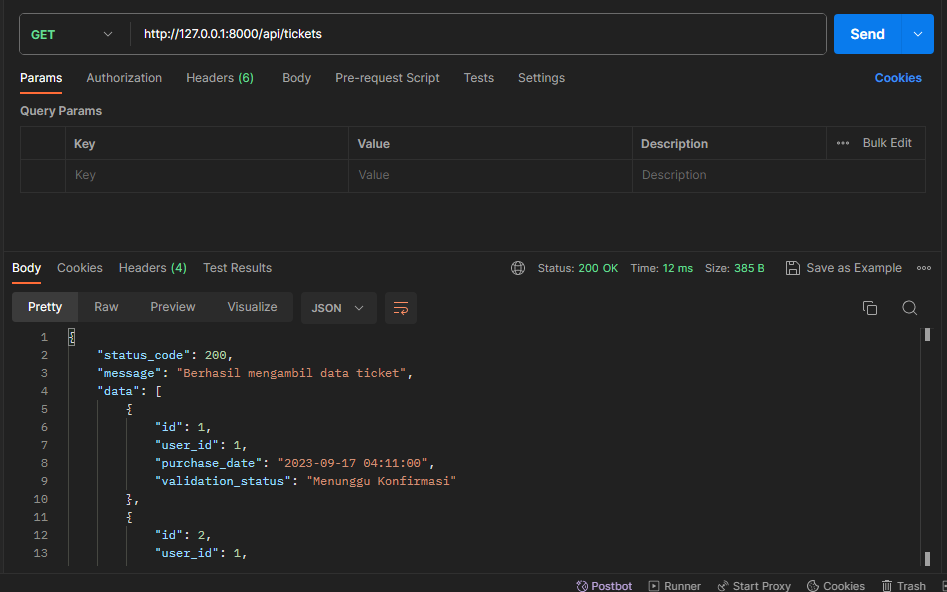 GET http://127.0.0.1:8000/api/tickets Send
Params Authorization Headers (6) Body Pre-request Script Tests Settings Cookies
Query Params
Key Value Description ••• Bulk Edit
Key Value Description
Body Cookies Headers (4) Test Results Status: 200 OK Time: 12 ms Size: 385 B Save as Example •••
Pretty Raw Preview Visualize JSON
1 {
2 "status_code": 200,
3 "message": "Berhasil mengambil data ticket",
4 "data": [
5 {
6 "id": 1,
7 "user_id": 1,
8 "purchase_date": "2023-09-17 04:11:00",
9 "validation_status": "Menunggu Konfirmasi"
10 },
11 {
12 "id": 2,
13 "user_id": 1,
Postbot Runner Start Proxy Cookies Trash